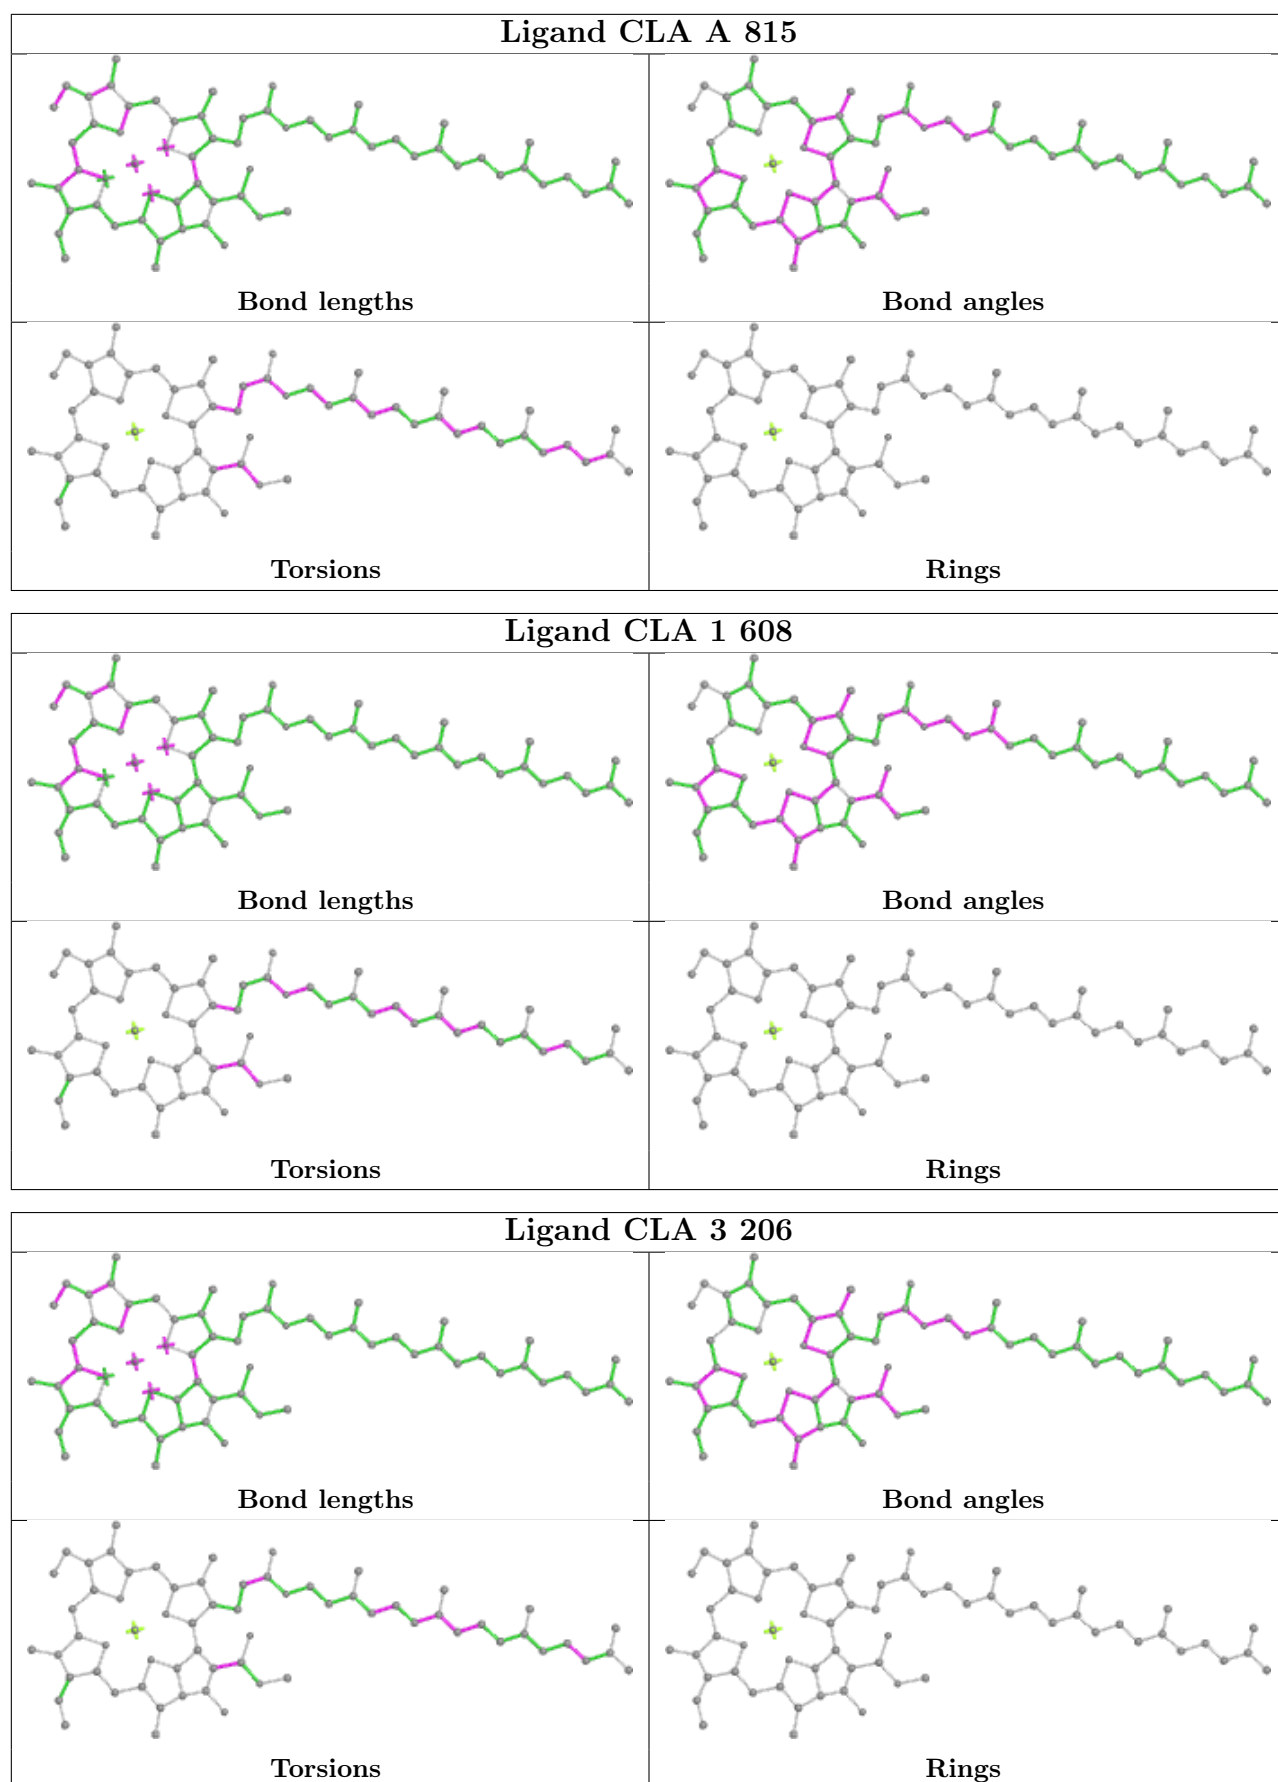 Ligand CLA A 815
Bond lengths
Bond angles
Torsions
Rings
Ligand CLA 1 608
Bond lengths
Bond angles
Torsions
Rings
Ligand CLA 3 206
Bond lengths
Bond angles
Torsions
Rings